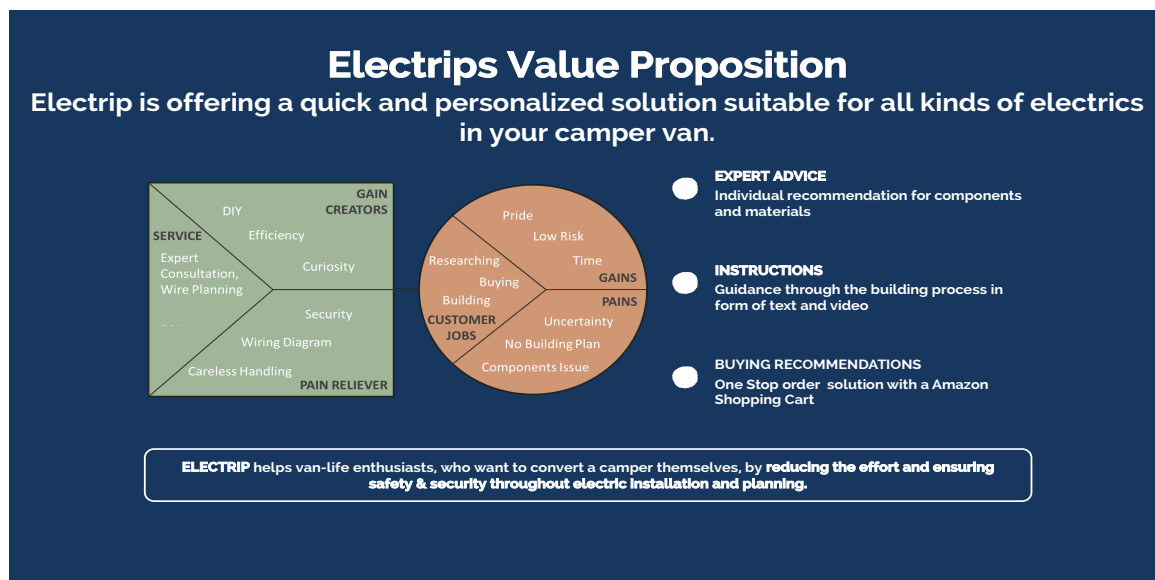 Electrips Value Proposition
Electrip is offering a quick and personalized solution suitable for all kinds of electrics
in your camper van.
GAIN
CREATORS
DIY
SERVICE
Efficiency
Expert
Consultation,
Wire Planning
Curiosity
Security
Wiring Diagram
Careless Handling
PAIN RELIEVER
Pride
Low Risk
Time
GAINS
Researching
Buying
Building
CUSTOMER
JOBS
PAINS
Uncertainty
No Building Plan
Components Issue
EXPERT ADVICE
Individual recommendation for components
and materials
INSTRUCTIONS
Guidance through the building process in
form of text and video
BUYING RECOMMENDATIONS
One Stop order solution with a Amazon
Shopping Cart
ELECTRIP helps van-life enthusiasts, who want to convert a camper themselves, by reducing the effort and ensuring
safety & security throughout electric installation and planning.